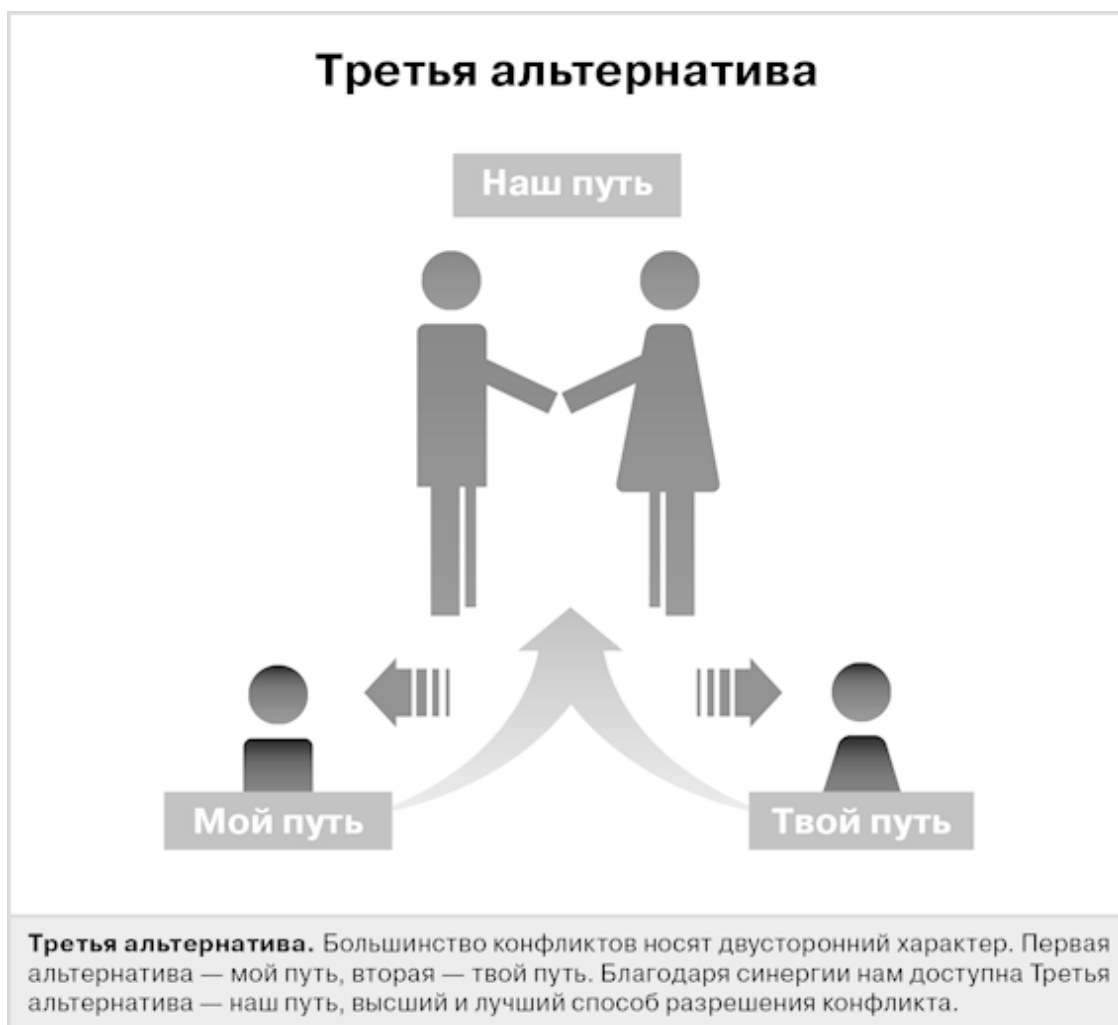 Третья альтернатива
Наш путь
Мой путь
Твой путь
Третья альтернатива. Большинство конфликтов носят двусторонний характер. Первая
альтернатива — мой путь, вторая — твой путь. Благодаря синергии нам доступна Третья
альтернатива — наш путь, высший и лучший способ разрешения конфликта.